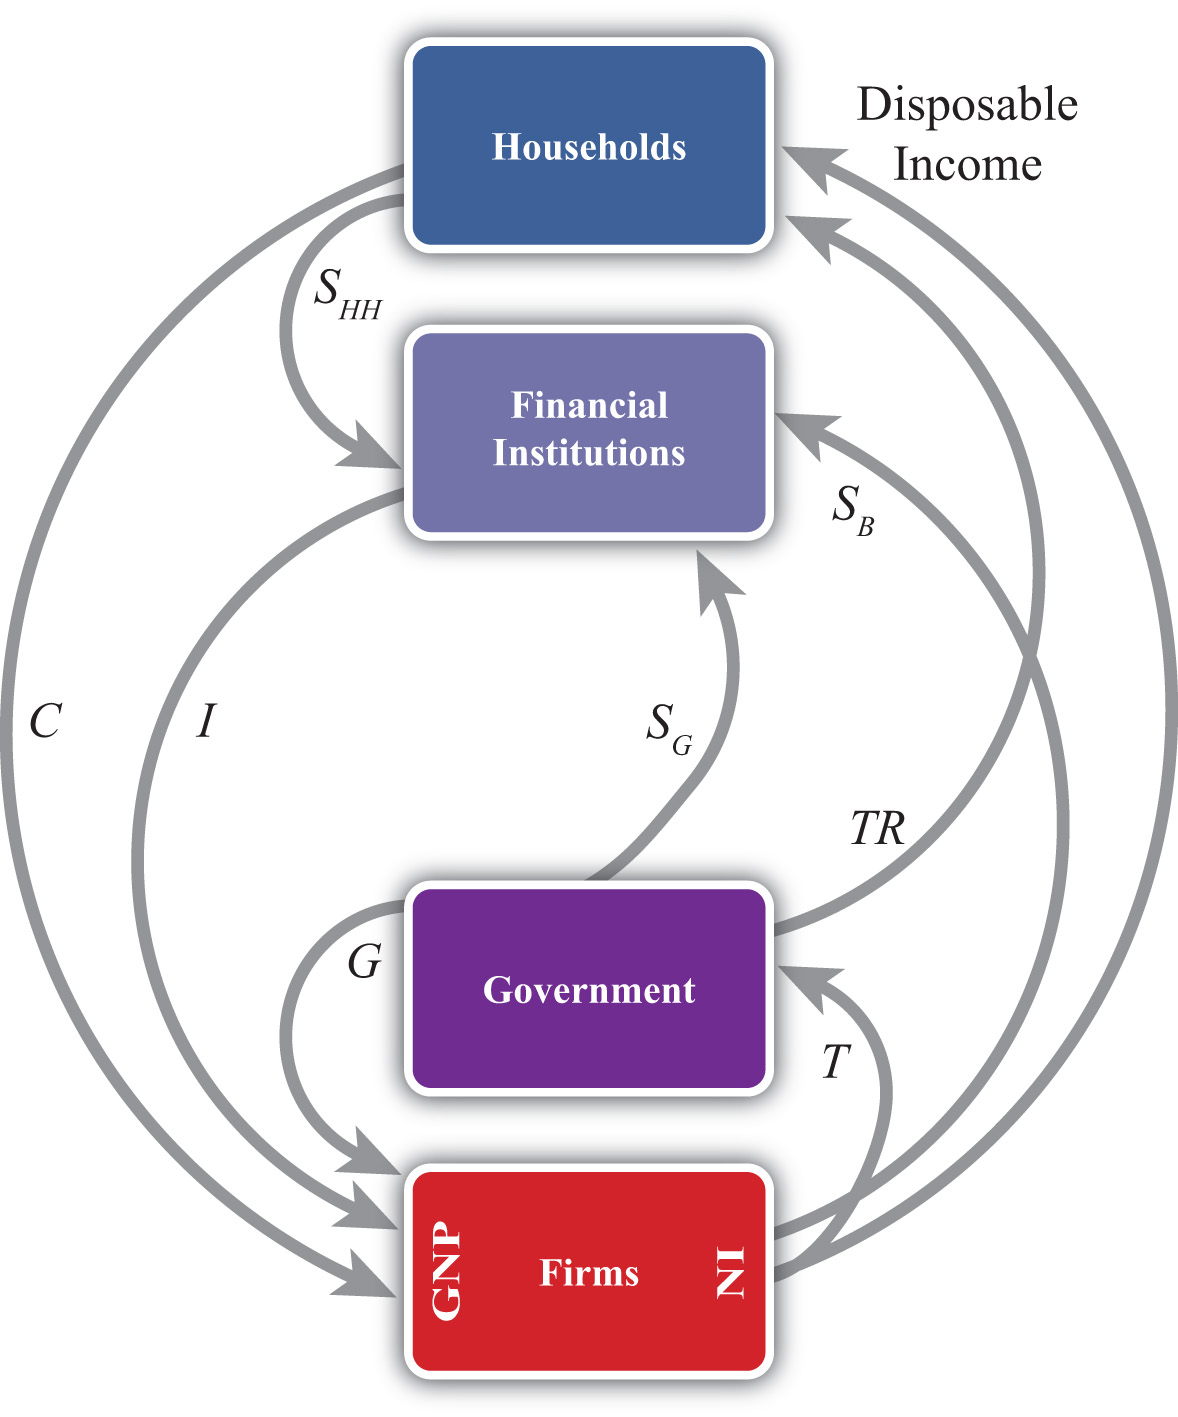 Households
Disposable
Income
S_HH
Financial
Institutions
S_B
C
I
S_G
TR
G
Government
T
GNP
Firms
NI